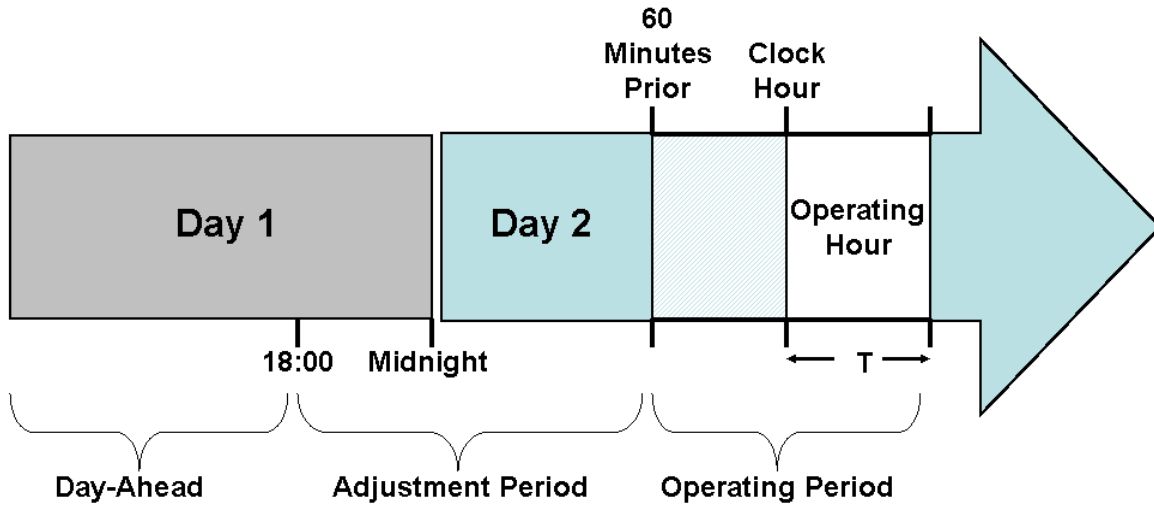 60
Minutes
Prior
Clock
Hour
Day 1
Day 2
Operating
Hour
18:00
Midnight
T
Day-Ahead
Adjustment Period
Operating Period